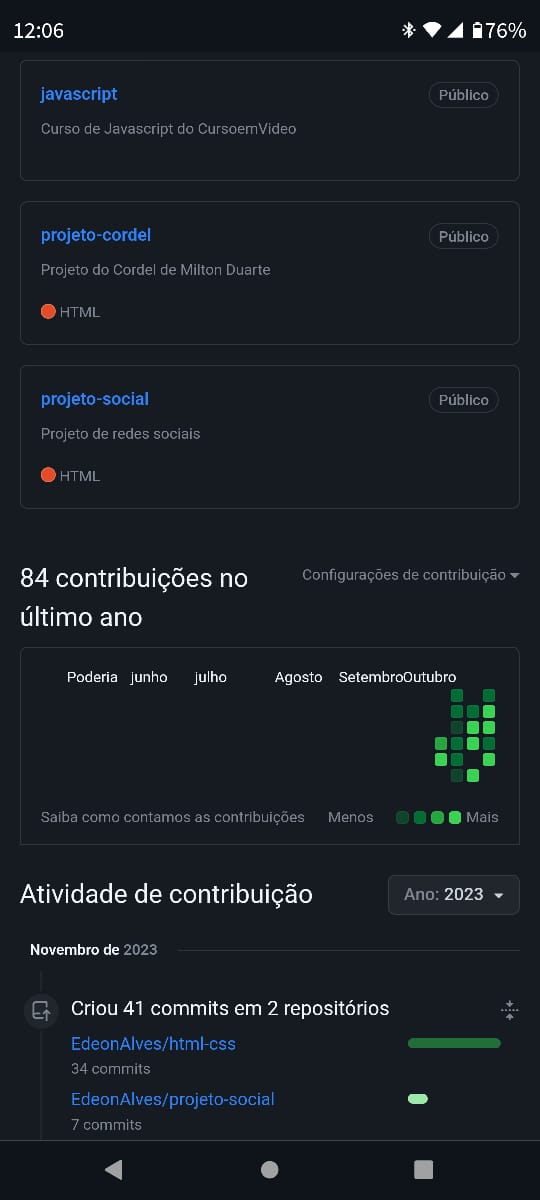 12:06
76%
javascript
Público
Curso de Javascript do CursoemVideo
projeto-cordel
Público
Projeto do Cordel de Milton Duarte
HTML
projeto-social
Público
Projeto de redes sociais
HTML
84 contribuições no
último ano
Configurações de contribuição
Poderia junho julho Agosto SetembroOutubro
Saiba como contamos as contribuições Menos Mais
Atividade de contribuição
Ano: 2023
Novembro de 2023
Criou 41 commits em 2 repositórios
EdeonAlves/html-css
34 commits
EdeonAlves/projeto-social
7 commits